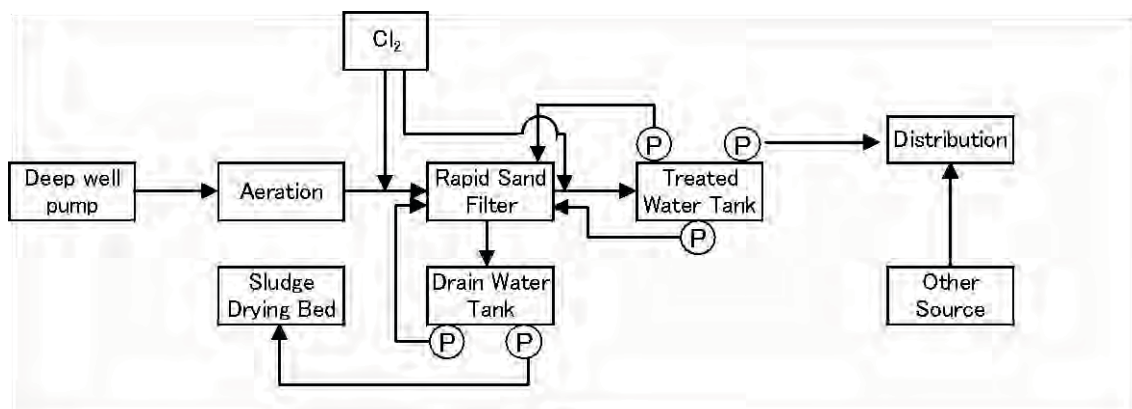 Cl₂
P
P
Deep well
pump
Aeration
Rapid Sand
Filter
Treated
Water Tank
Distribution
P
Sludge
Drying Bed
Drain Water
Tank
Other
Source
P
P